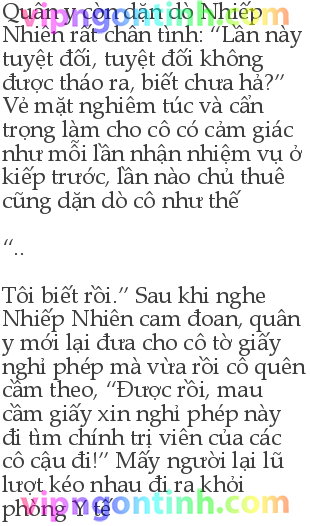 Quân y còn dặn dò Nhiếp
Nhiên rất chân tình: “Lần này
tuyệt đối, tuyệt đối không
được tháo ra, biết chưa hả?”
Vẻ mặt nghiêm túc và cẩn
trọng làm cho cô có cảm giác
như mỗi lần nhận nhiệm vụ ở
kiếp trước, lần nào chủ thuê
cũng dặn dò cô như thế
“..
Tôi biết rồi.” Sau khi nghe
Nhiếp Nhiên cam đoan, quân
y mới lại đưa cho cô tờ giấy
nghỉ phép mà vừa rồi cô quên
cầm theo, “Được rồi, mau
cầm giấy xin nghỉ phép này
đi tìm chính trị viên của các
cô cậu đi!” Mấy người lại lũ
lượt kéo nhau đi ra khỏi
phòng Y tế
vipngontinh.com
vipngontinh.com